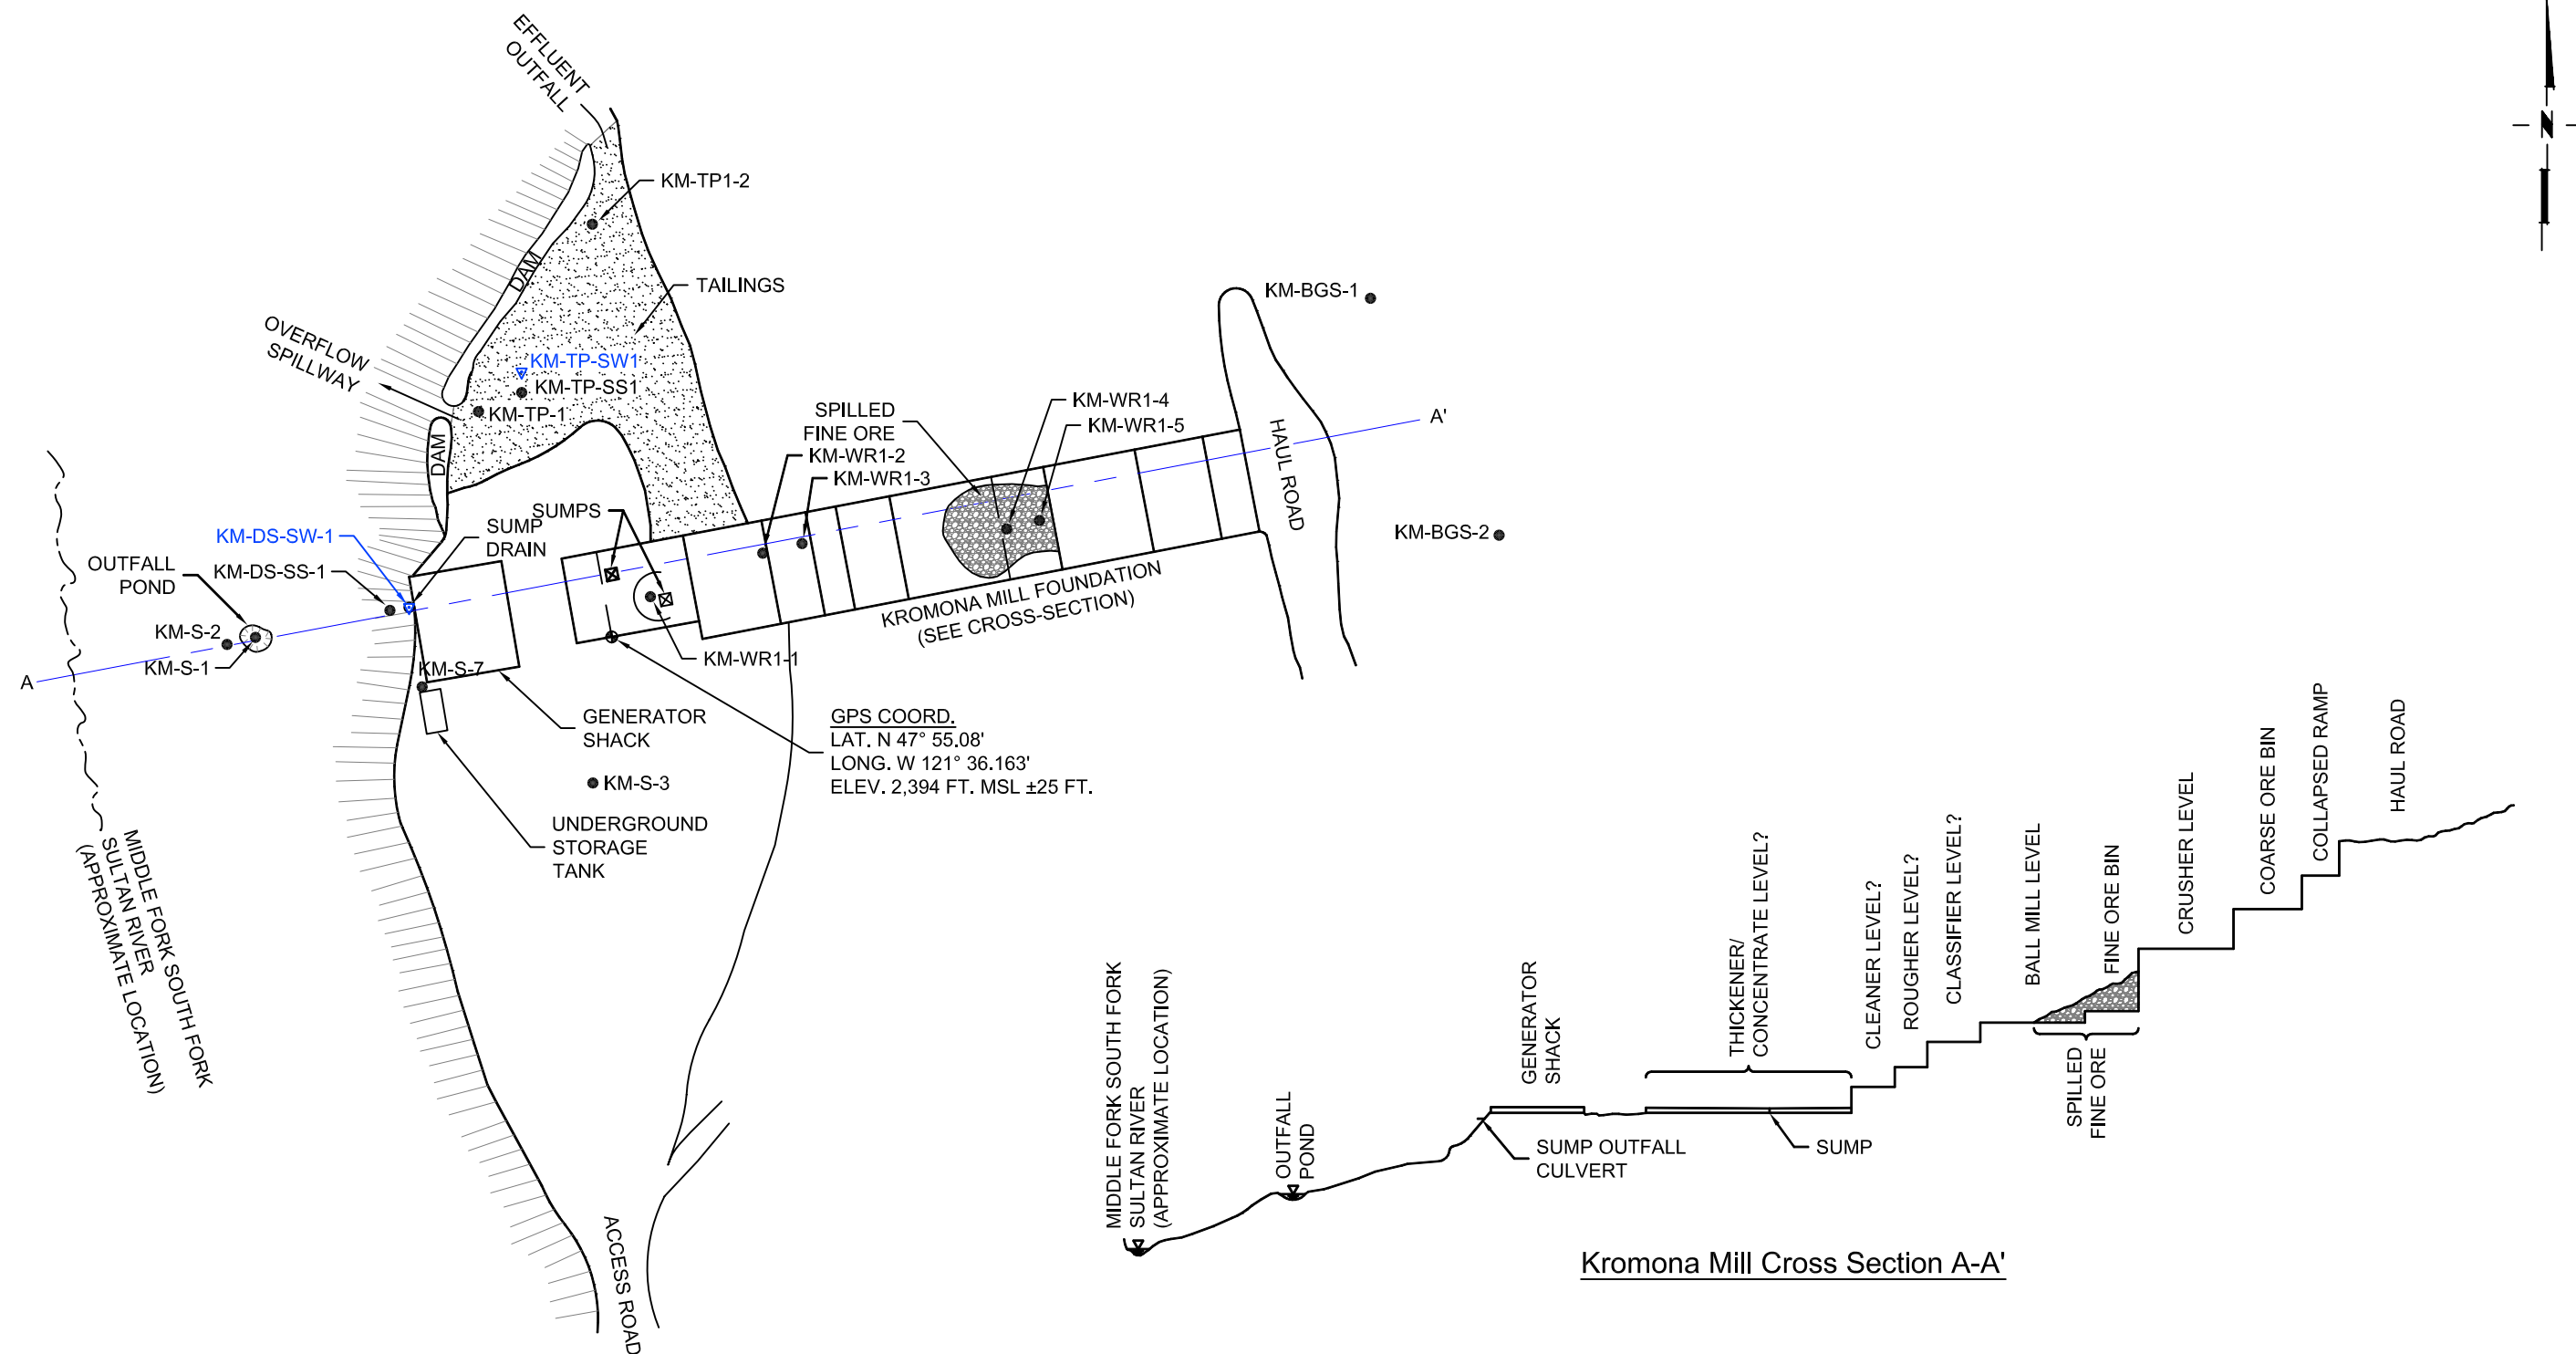 EFFLUENT
OUTFALL
N
KM-TP1-2
DAM
TAILINGS
KM-BGS-1
OVERFLOW
SPILLWAY
KM-TP-SW1
KM-TP-SS1
KM-TP-1
SPILLED
FINE ORE
KM-WR1-4
KM-WR1-5
A'
HAUL ROAD
DAM
KM-WR1-2
KM-WR1-3
SUMPS
SUMP
DRAIN
KM-DS-SW-1
KM-BGS-2
OUTFALL
POND
KM-DS-SS-1
KROMONA MILL FOUNDATION
(SEE CROSS-SECTION)
KM-S-2
KM-S-1
A
KM-S-7
KM-WR1-1
GENERATOR
SHACK
GPS COORD.
LAT. N 47° 55.08'
LONG. W 121° 36.163'
ELEV. 2,394 FT. MSL ±25 FT.
KM-S-3
UNDERGROUND
STORAGE
TANK
MIDDLE FORK SOUTH FORK
SULTAN RIVER
(APPROXIMATE LOCATION)
ACCESS ROAD
MIDDLE FORK SOUTH FORK
SULTAN RIVER
(APPROXIMATE LOCATION)
OUTFALL
POND
GENERATOR
SHACK
THICKENER/
CONCENTRATE LEVEL?
CLEANER LEVEL?
ROUGHER LEVEL?
CLASSIFIER LEVEL?
BALL MILL LEVEL
FINE ORE BIN
CRUSHER LEVEL
COARSE ORE BIN
COLLAPSED RAMP
HAUL ROAD
SPILLED
FINE ORE
SUMP OUTFALL
CULVERT
SUMP
Kromona Mill Cross Section A-A'